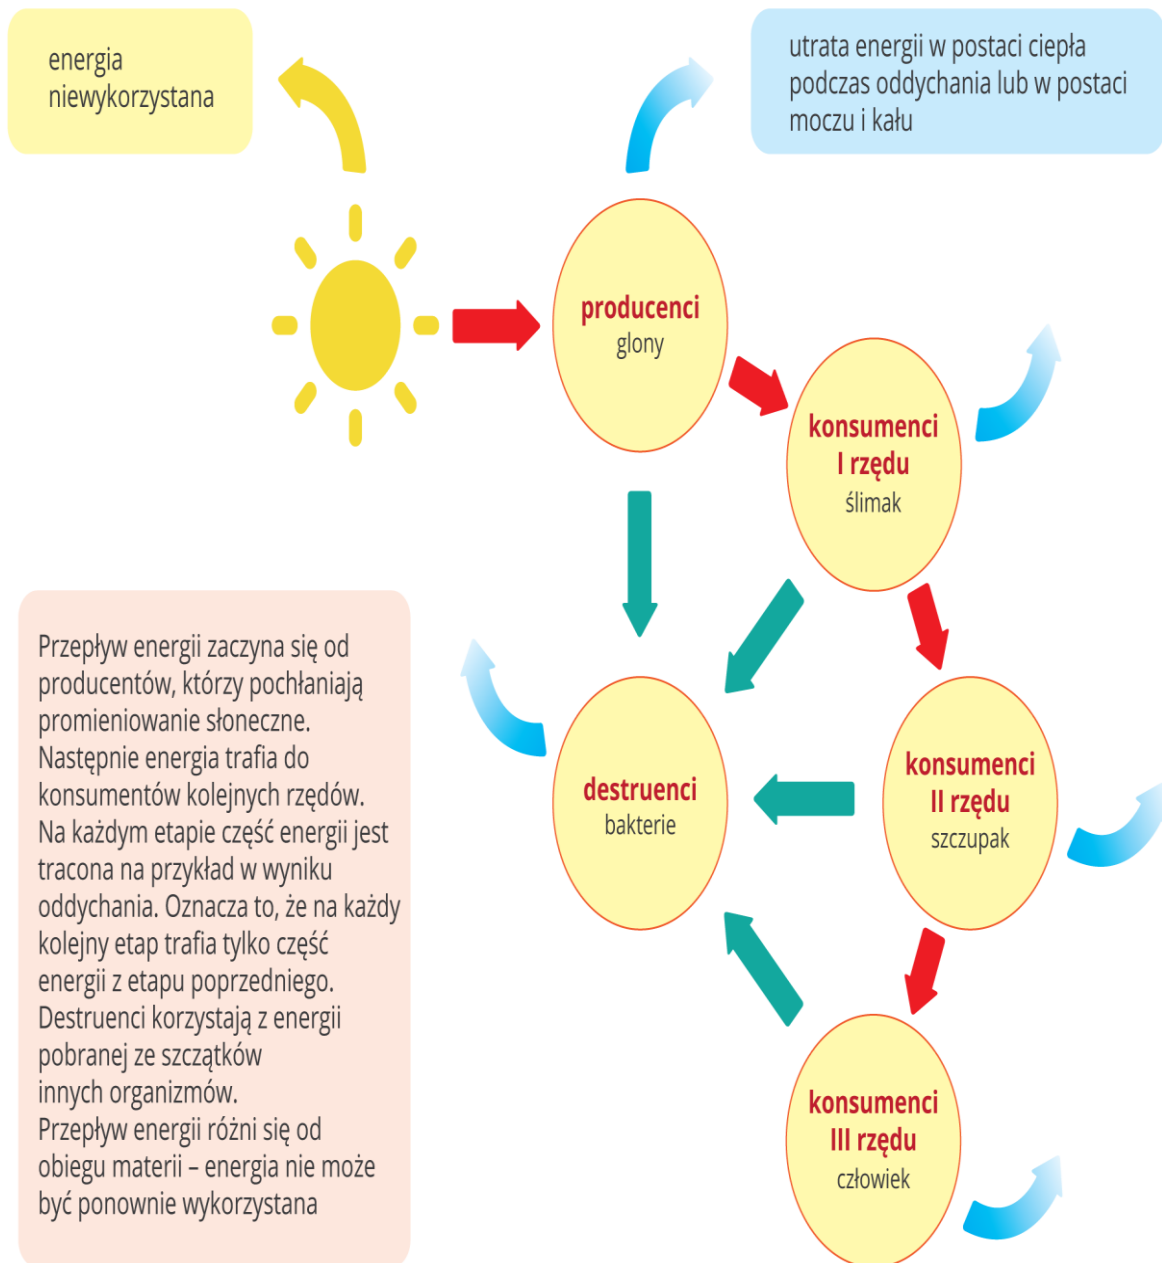 energia
niewykorzystana
utrata energii w postaci ciepła
podczas oddychania lub w postaci
moczu i kału
producenci
glony
konsumenci
I rzędu
ślimak
konsumenci
II rzędu
szczupak
destruenci
bakterie
konsumenci
III rzędu
człowiek
Przepływ energii zaczyna się od
producentów, którzy pochłaniają
promieniowanie słoneczne.
Następnie energia trafia do
konsumentów kolejnych rzędów.
Na każdym etapie część energii jest
tracona na przykład w wyniku
oddychania. Oznacza to, że na każdy
kolejny etap trafia tylko część
energii z etapu poprzedniego.
Destruenci korzystają z energii
pobranej ze szczątków
innych organizmów.
Przepływ energii różni się od
obiegu materii – energia nie może
być ponownie wykorzystana